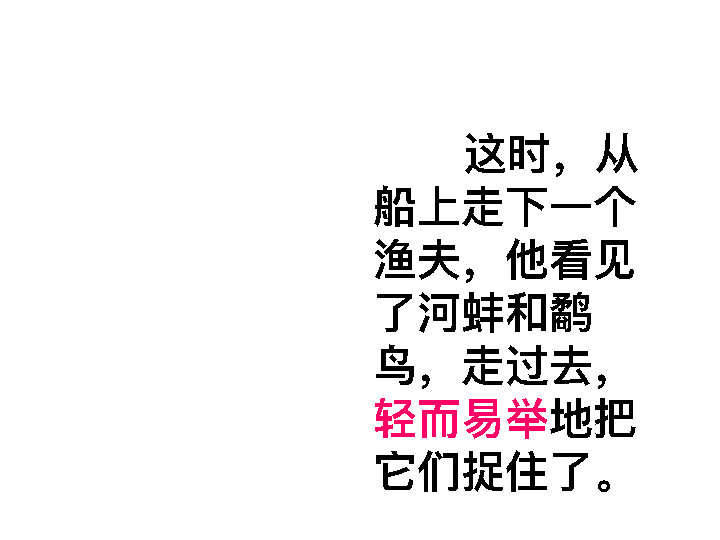 这时，从
船上走下一个
渔夫，他看见
了河蚌和鹬
鸟，走过去，
轻而易举地把
它们捉住了。